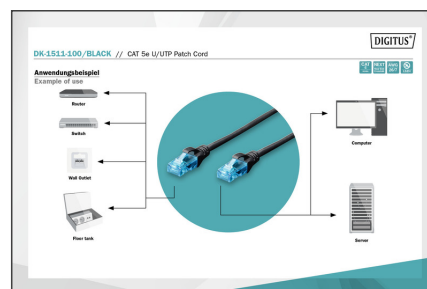 DIGITUS®
DK-1511-100/BLACK // CAT 5e U/UTP Patch Cord
Anwendungsbeispiel
Example of use
Router
Switch
Wall Outlet
Floor tank
Computer
Server